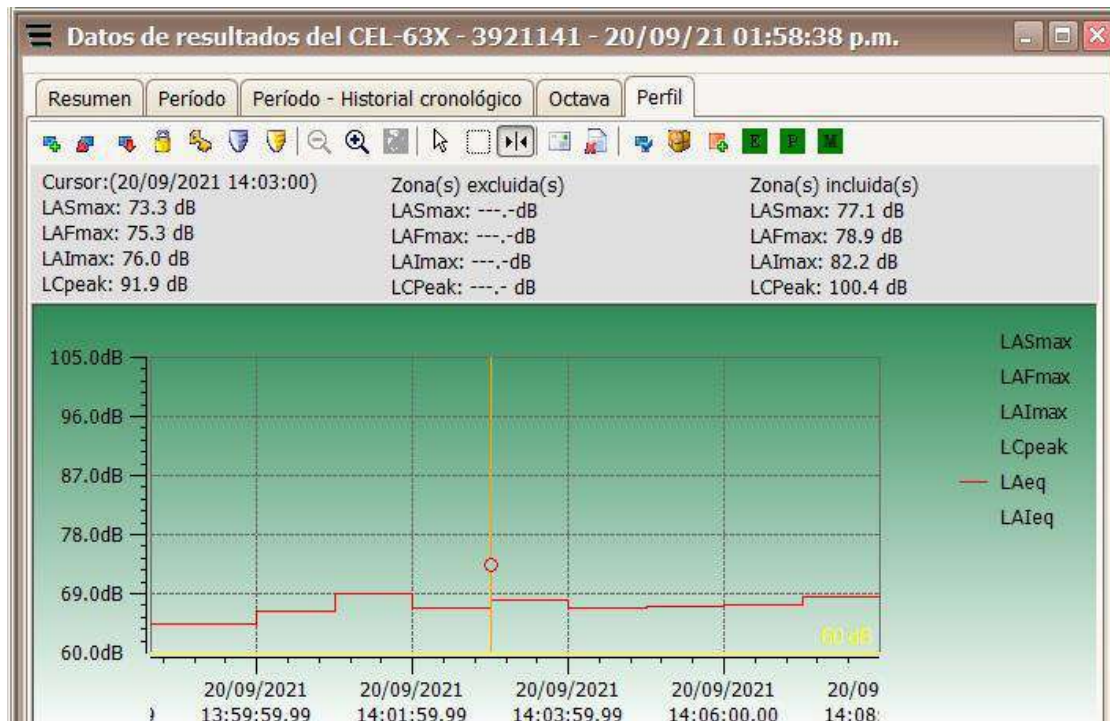 Datos de resultados del CEL-63X - 3921141 - 20/09/21 01:58:38 p.m.
Resumen Período Período - Historial cronológico Octava Perfil
E P M
Cursor:(20/09/2021 14:03:00)
LASmax: 73.3 dB
LAFmax: 75.3 dB
LAImax: 76.0 dB
LCpeak: 91.9 dB
Zona(s) excluida(s)
LASmax: ---.-dB
LAFmax: ---.-dB
LAImax: ---.-dB
LCPeak: ---.- dB
Zona(s) incluida(s)
LASmax: 77.1 dB
LAFmax: 78.9 dB
LAImax: 82.2 dB
LCPeak: 100.4 dB
105.0dB
96.0dB
87.0dB
78.0dB
69.0dB
60.0dB
60 dB
LASmax
LAFmax
LAImax
LCpeak
LAeq
LAIeq
20/09/2021 20/09/2021 20/09/2021 20/09/2021 20/09
13:59:59.99 14:01:59.99 14:03:59.99 14:06:00.00 14:08: